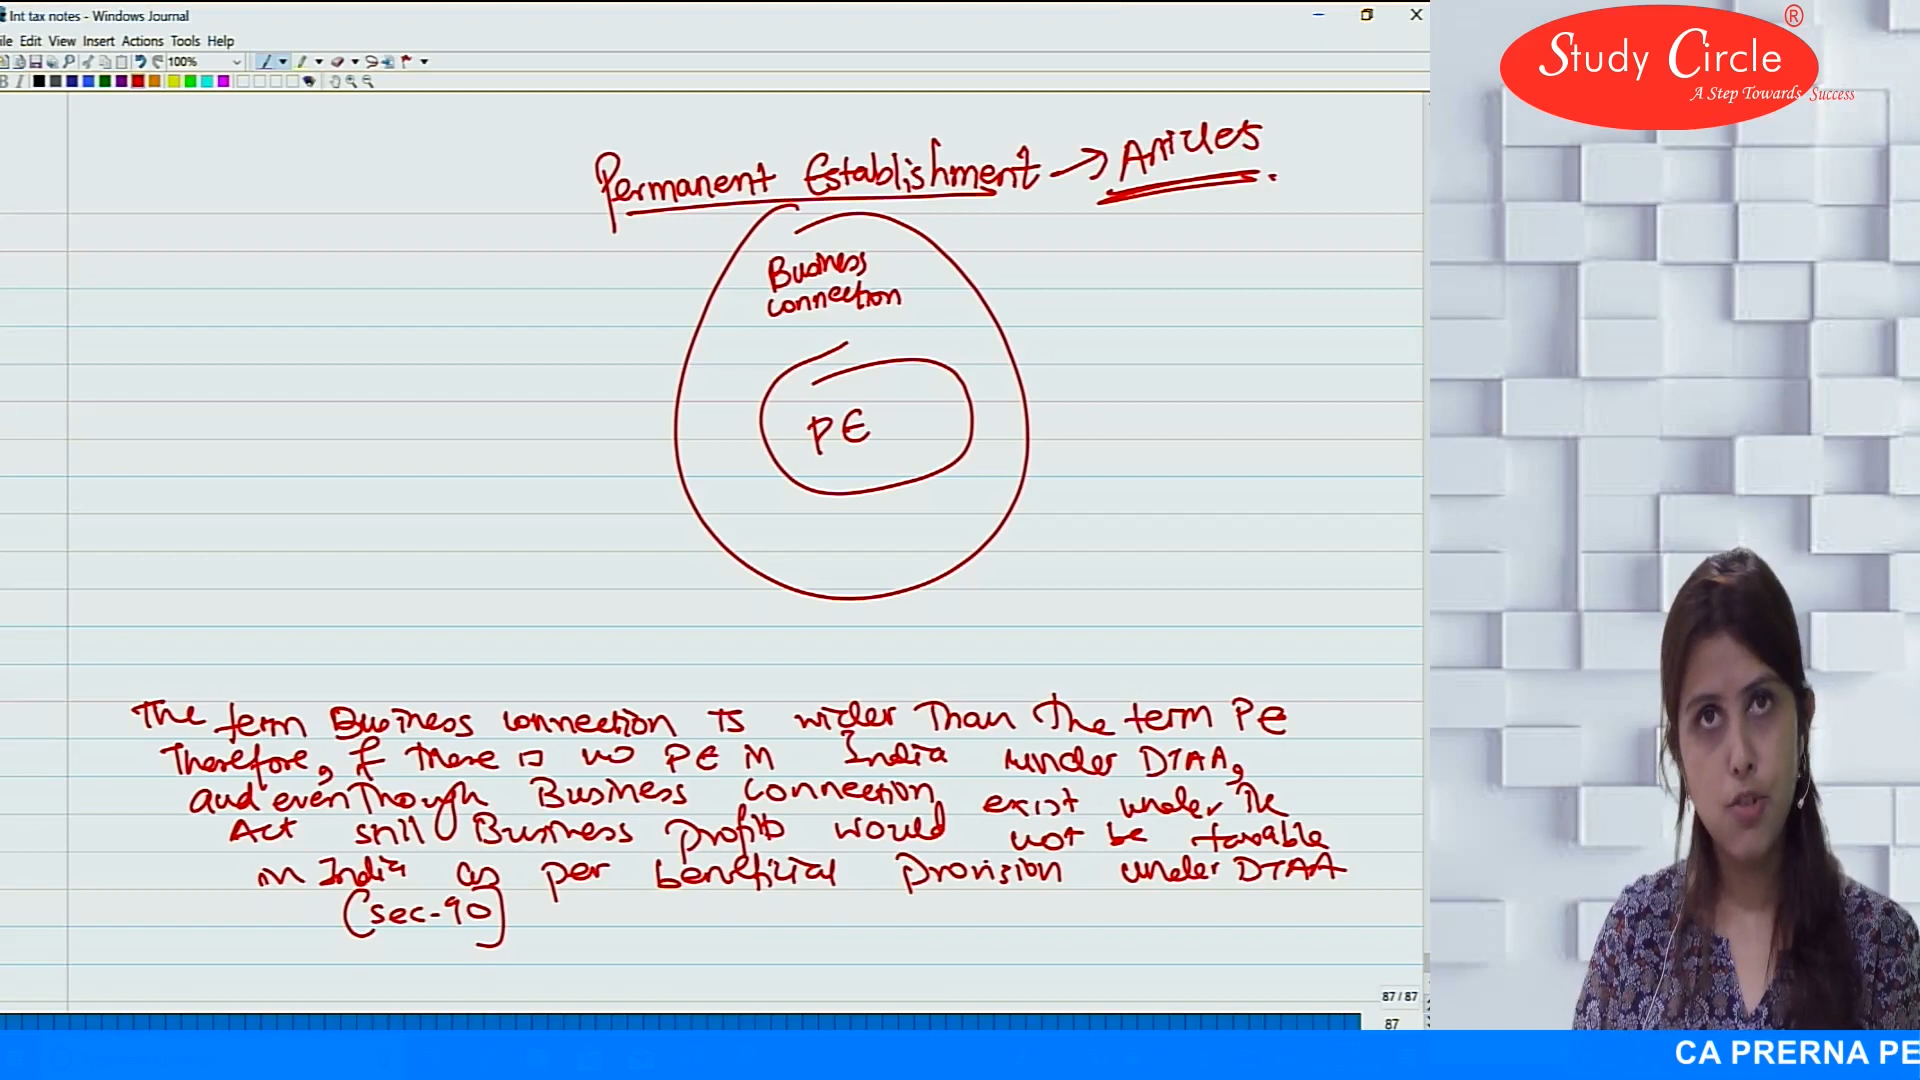 Int tax notes - Windows Journal
ile Edit View Insert Actions Tools Help
100%
B I
Study Circle ®
A Step Towards Success
Permanent Establishment → Articles.
Business
connection
PE
The term Business connection is wider than the term PE
Therefore, if there is no PE in India under DTAA,
and eventhough Business Connection exist under the
Act still Business profits would not be taxable
in India as per beneficial provision under DTAA
(sec-90)
87 / 87
87
CA PRERNA PE